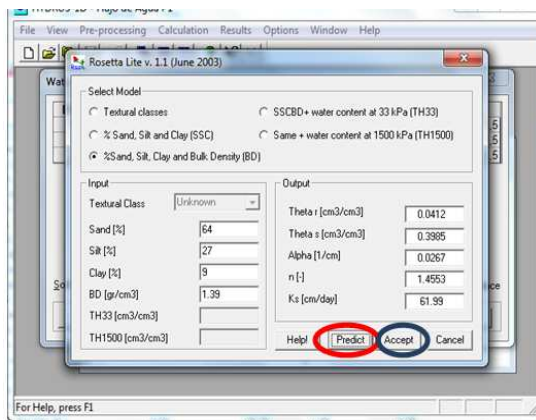 File View Pre-processing Calculation Results Options Window Help
Rosetta Lite v. 1.1 (June 2003)
Wat
Select Model
Textural classes
SSCBD+ water content at 33 kPa (TH33)
% Sand, Silt and Clay (SSC)
Same + water content at 1500 kPa (TH1500)
%Sand, Silt, Clay and Bulk Density (BD)
Input
Textural Class Unknown
Sand [%] 64
Silt [%] 27
Clay [%] 9
BD [gr/cm3] 1.39
TH33 [cm3/cm3]
TH1500 [cm3/cm3]
Output
Theta r [cm3/cm3] 0.0412
Theta s [cm3/cm3] 0.3985
Alpha [1/cm] 0.0267
n [-] 1.4553
Ks [cm/day] 61.99
Help! Predict Accept Cancel
For Help, press F1